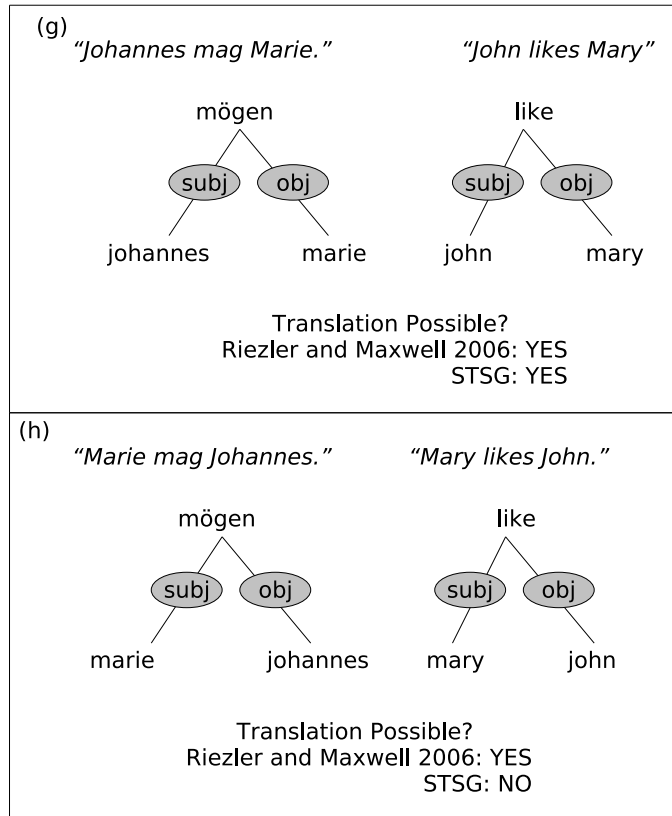 (g)
“Johannes mag Marie.” “John likes Mary”
mögen like
subj obj subj obj
johannes marie john mary
Translation Possible?
Riezler and Maxwell 2006: YES
STSG: YES
(h)
“Marie mag Johannes.” “Mary likes John.”
mögen like
subj obj subj obj
marie johannes mary john
Translation Possible?
Riezler and Maxwell 2006: YES
STSG: NO